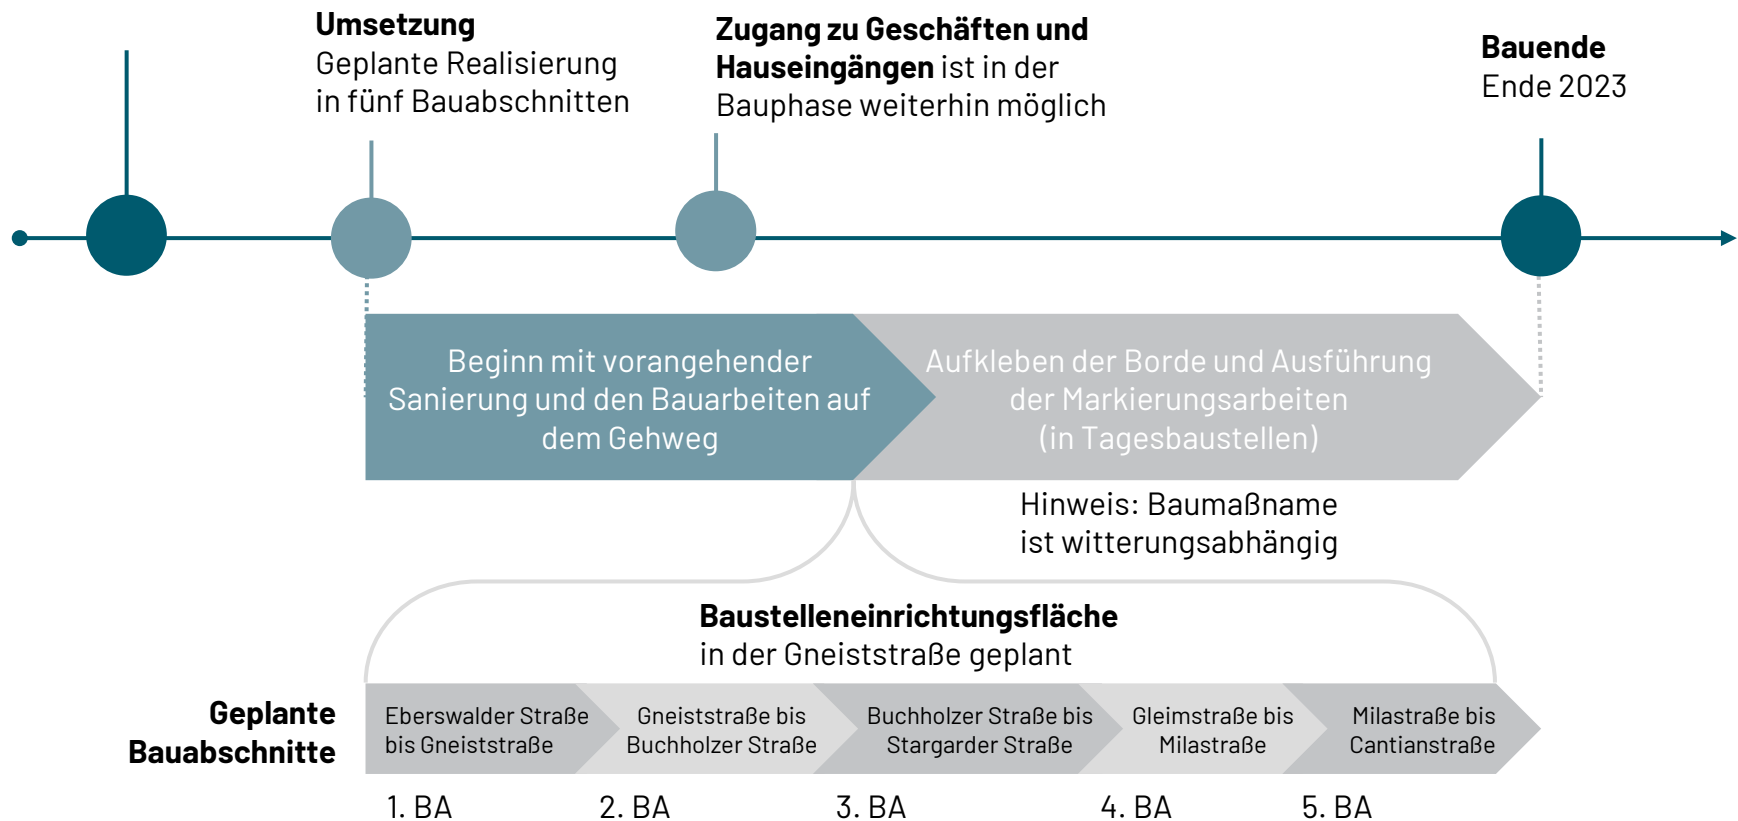 Umsetzung
Geplante Realisierung
in fünf Bauabschnitten
Zugang zu Geschäften und
Hauseingängen ist in der
Bauphase weiterhin möglich
Bauende
Ende 2023
Beginn mit vorangehender
Sanierung und den Bauarbeiten auf
dem Gehweg
Aufkleben der Borde und Ausführung
der Markierungsarbeiten
(in Tagesbaustellen)
Hinweis: Baumaßname
ist witterungsabhängig
Baustelleneinrichtungsfläche
in der Gneiststraße geplant
Geplante
Bauabschnitte
Eberswalder Straße
bis Gneiststraße
Gneiststraße bis
Buchholzer Straße
Buchholzer Straße bis
Stargarder Straße
Gleimstraße bis
Milastraße
Milastraße bis
Cantianstraße
1. BA
2. BA
3. BA
4. BA
5. BA